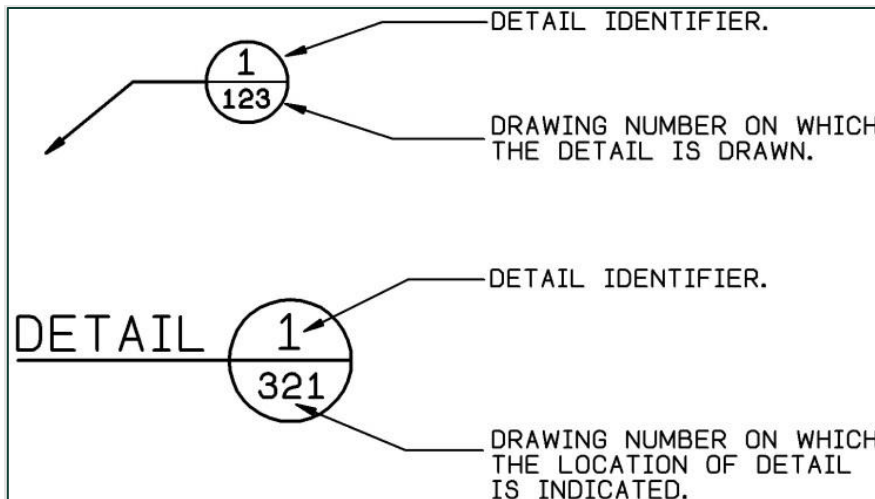 DETAIL IDENTIFIER.
1
123
DRAWING NUMBER ON WHICH
THE DETAIL IS DRAWN.
DETAIL IDENTIFIER.
DETAIL 1
321
DRAWING NUMBER ON WHICH
THE LOCATION OF DETAIL
IS INDICATED.